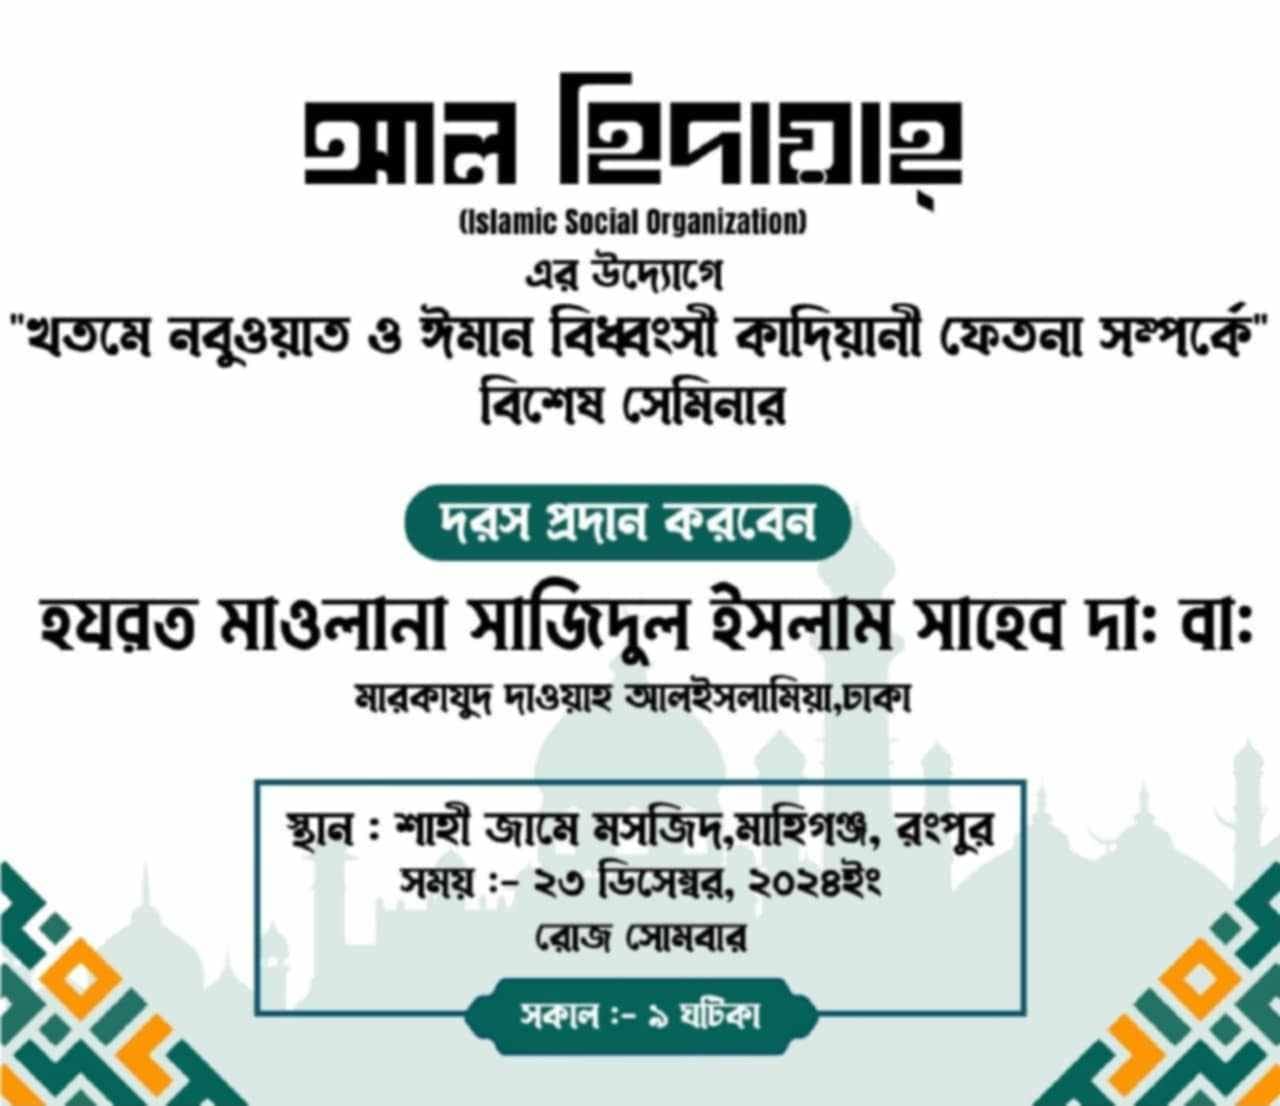 আল হিদায়াহ্
(Islamic Social Organization)
এর উদ্যোগে
"খতমে নবুওয়াত ও ঈমান বিধ্বংসী কাদিয়ানী ফেতনা সম্পর্কে"
বিশেষ সেমিনার
দরস প্রদান করবেন
হযরত মাওলানা সাজিদুল ইসলাম সাহেব দা: বা:
মারকাযুদ দাওয়াহ আলইসলামিয়া,ঢাকা
স্থান : শাহী জামে মসজিদ,মাহিগঞ্জ, রংপুর
সময় :- ২৩ ডিসেম্বর, ২০২৪ইং
রোজ সোমবার
সকাল :- ৯ ঘটিকা